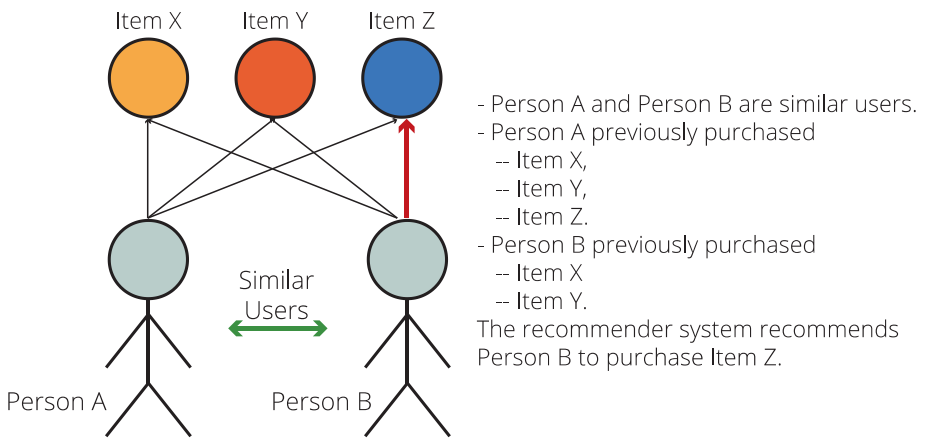 Item X
Item Y
Item Z
- Person A and Person B are similar users.
- Person A previously purchased
-- Item X,
-- Item Y,
-- Item Z.
- Person B previously purchased
-- Item X
-- Item Y.
The recommender system recommends
Person B to purchase Item Z.
Similar
Users
Person A
Person B